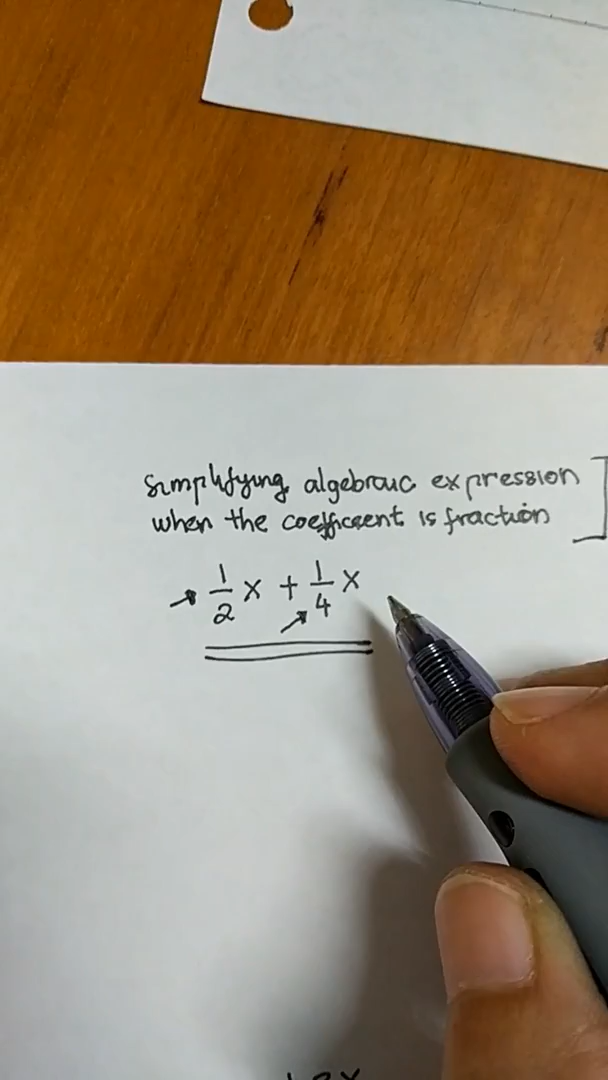 Simplifying algebraic expression
when the coefficient is fraction
1/2 x + 1/4 x